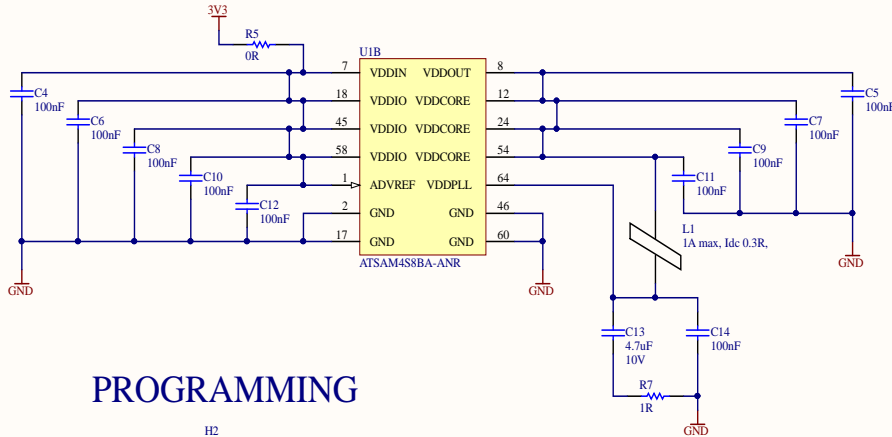 3V3
R5
0R
U1B
7 VDDIN VDDOUT 8
18 VDDIO VDDCORE 12
45 VDDIO VDDCORE 24
58 VDDIO VDDCORE 54
1 ADVREF VDDPLL 64
2 GND GND 46
17 GND GND 60
ATSAM4S8BA-ANR
C4
100nF
C6
100nF
C8
100nF
C10
100nF
C12
100nF
C5
100nF
C7
100nF
C9
100nF
C11
100nF
L1
1A max, Idc 0.3R,
GND
GND
GND
C13
4.7uF
10V
C14
100nF
R7
1R
GND
PROGRAMMING
H2